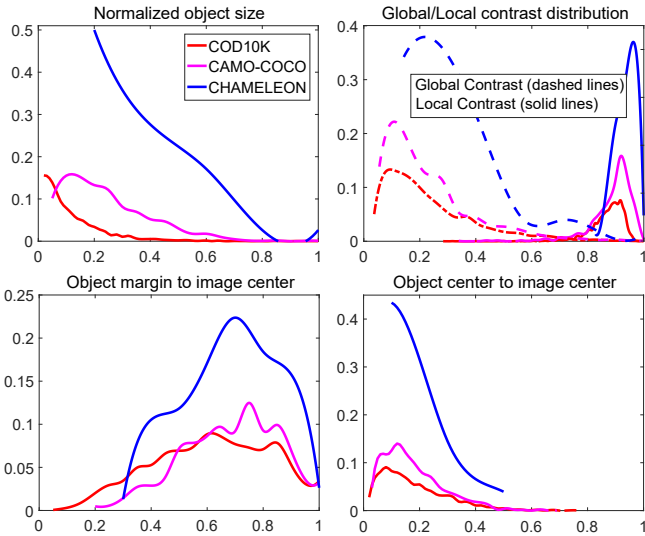 Normalized object size
0.5
0.4
0.3
0.2
0.1
0
0 0.2 0.4 0.6 0.8 1
COD10K
CAMO-COCO
CHAMELEON
Global/Local contrast distribution
0.4
0.3
0.2
0.1
0
0 0.2 0.4 0.6 0.8 1
Global Contrast (dashed lines)
Local Contrast (solid lines)
Object margin to image center
0.25
0.2
0.15
0.1
0.05
0
0 0.2 0.4 0.6 0.8 1
Object center to image center
0.4
0.3
0.2
0.1
0
0 0.2 0.4 0.6 0.8 1